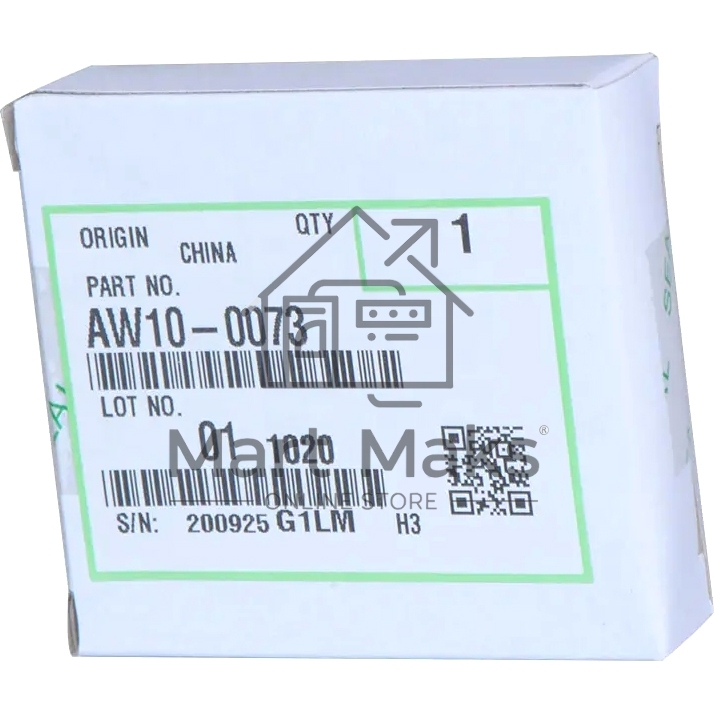 ORIGIN CHINA QTY 1
PART NO.
AW10-0073
LOT NO.
01 1020
Mart Maks®
ONLINE STORE
S/N: 200925 G1LM H3
SEA